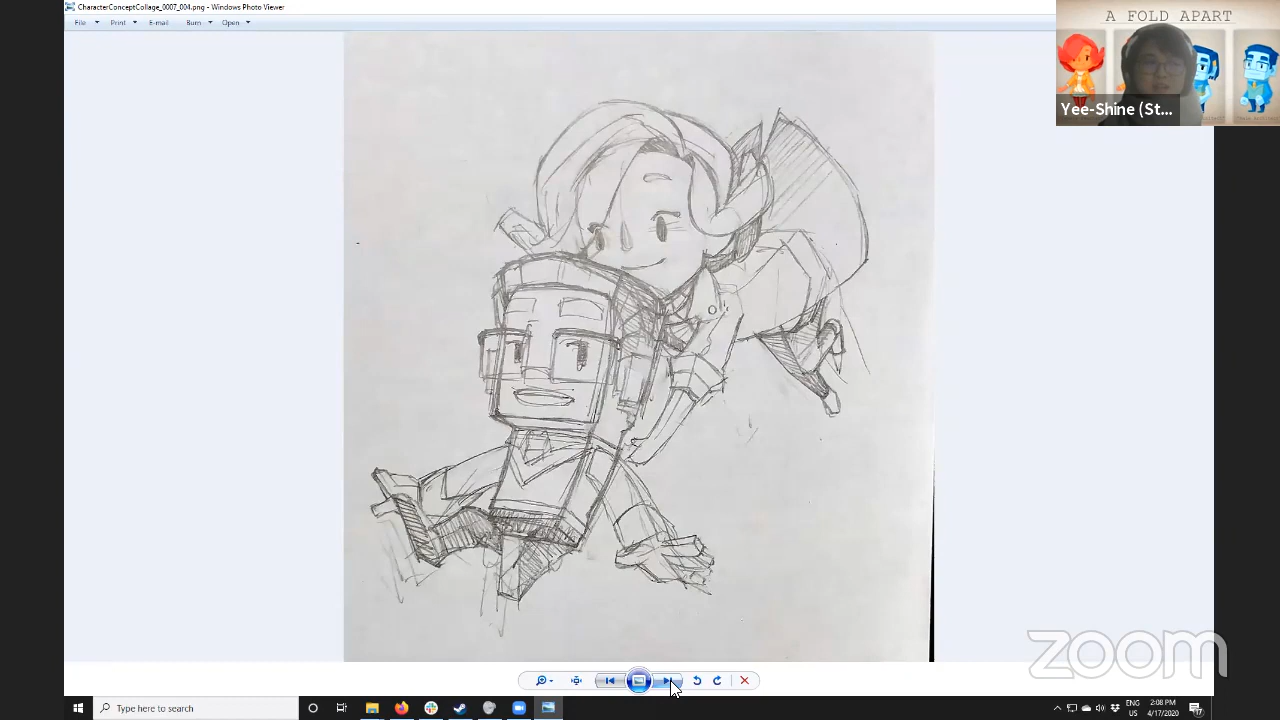 CharacterConceptCollage_0007_004.png - Windows Photo Viewer
File Print E-mail Burn Open
A FOLD APART
Yee-Shine (St...
zoom
Type here to search
ENG
US
2:08 PM
4/17/2020
17